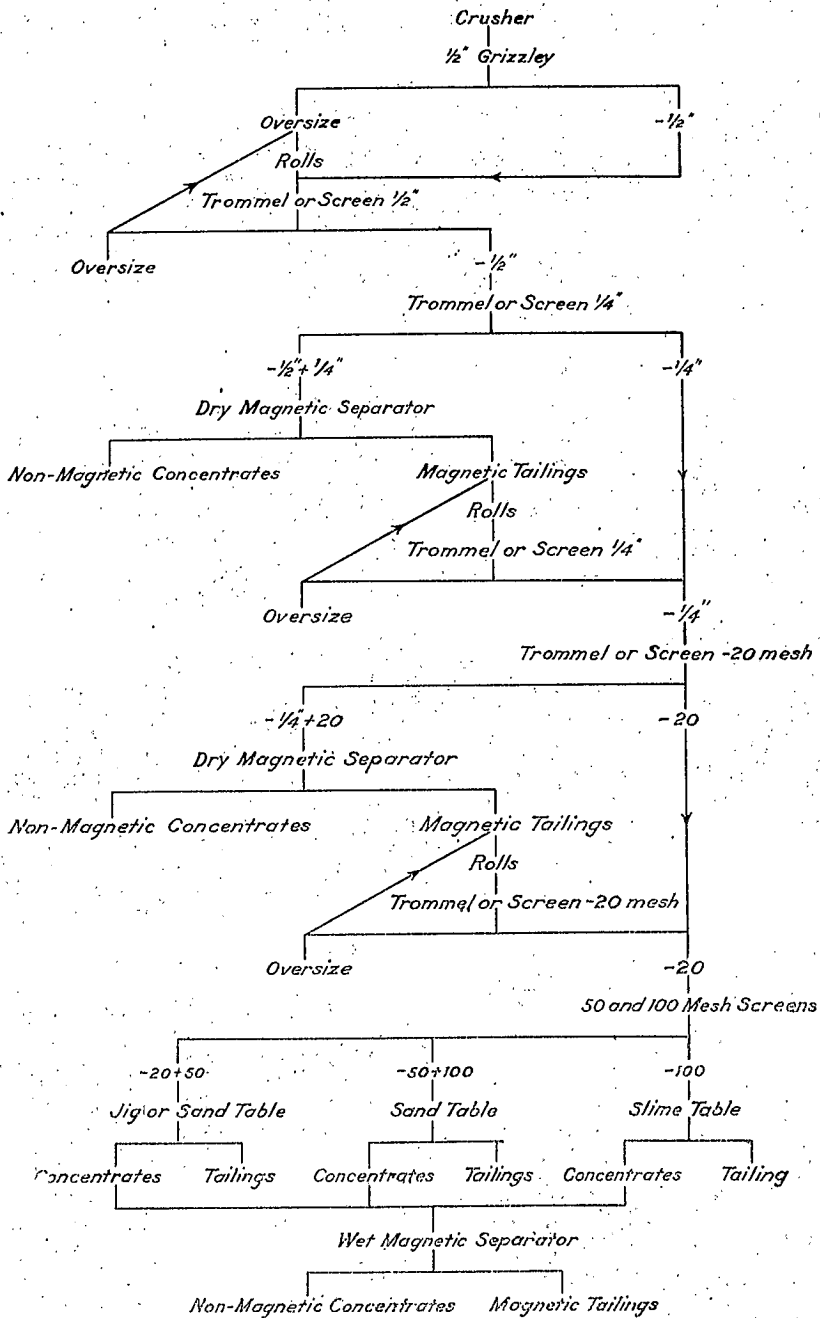 Crusher
½" Grizzley
Oversize
-½"
Rolls
Trommel or Screen ½"
Oversize
-½"
Trommel or Screen ¼"
-½"+¼"
-¼"
Dry Magnetic Separator
Non-Magnetic Concentrates
Magnetic Tailings
Rolls
Trommel or Screen ¼"
Oversize
-¼"
Trommel or Screen -20 mesh
-¼"+20
-20
Dry Magnetic Separator
Non-Magnetic Concentrates
Magnetic Tailings
Rolls
Trommel or Screen -20 mesh
Oversize
-20
50 and 100 Mesh Screens
-20+50
-50+100
-100
Jig or Sand Table
Sand Table
Slime Table
Concentrates
Tailings
Concentrates
Tailings
Concentrates
Tailing
Wet Magnetic Separator
Non-Magnetic Concentrates
Magnetic Tailings